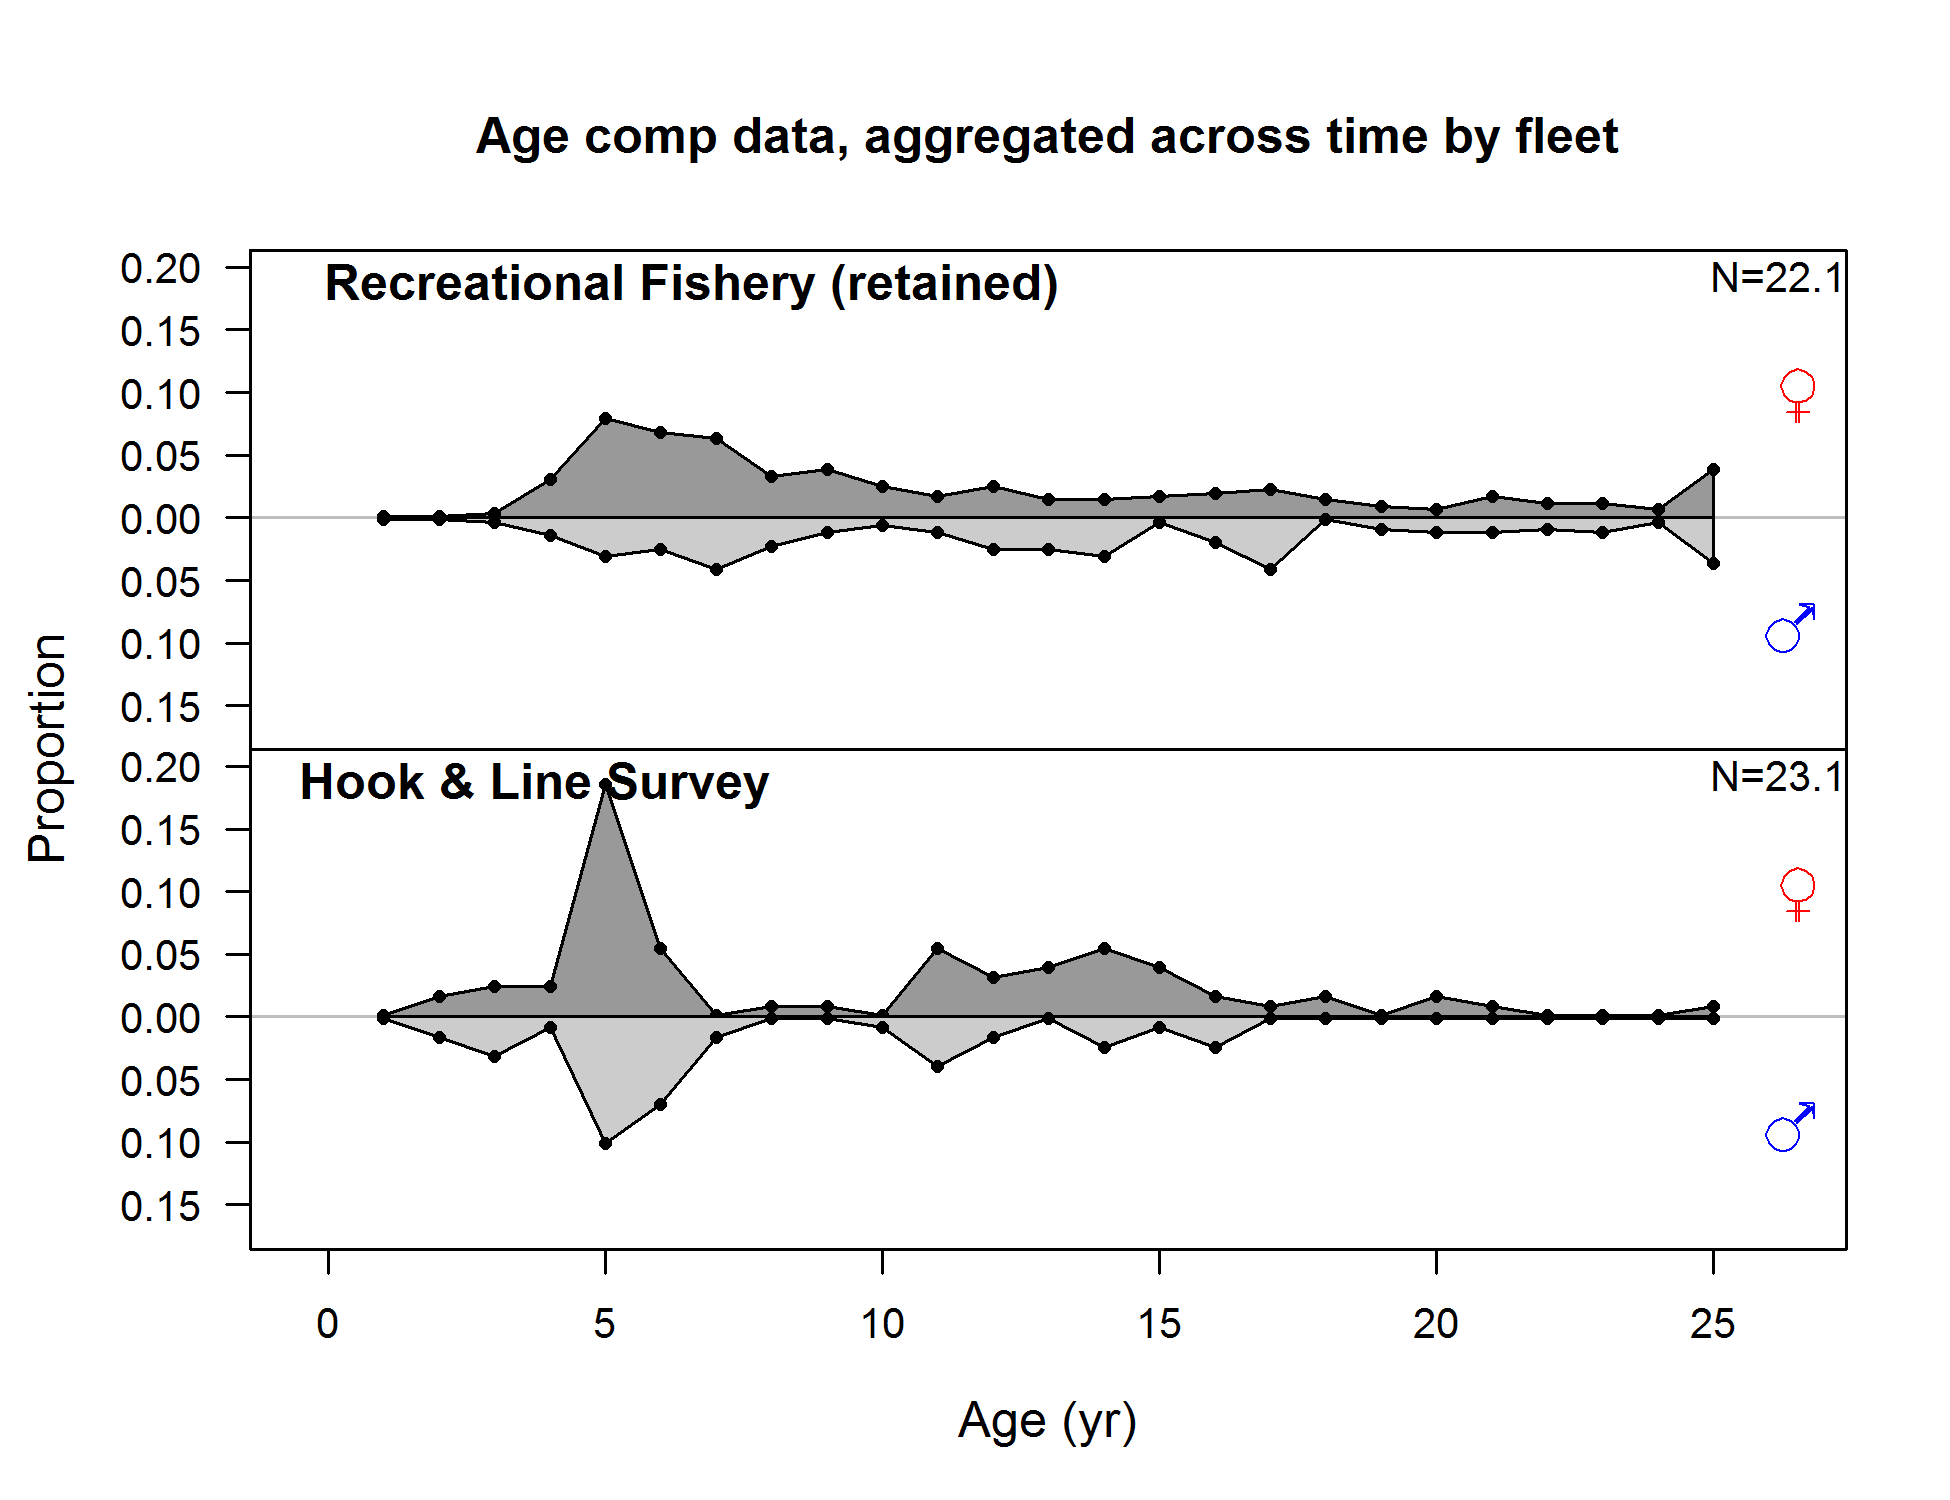 Age comp data, aggregated across time by fleet
Recreational Fishery (retained)
N=22.1
0.20
0.15
0.10
0.05
0.00
0.05
0.10
0.15
♀
♂
Hook & Line Survey
N=23.1
0.20
0.15
0.10
0.05
0.00
0.05
0.10
0.15
♀
♂
Proportion
0 5 10 15 20 25
Age (yr)